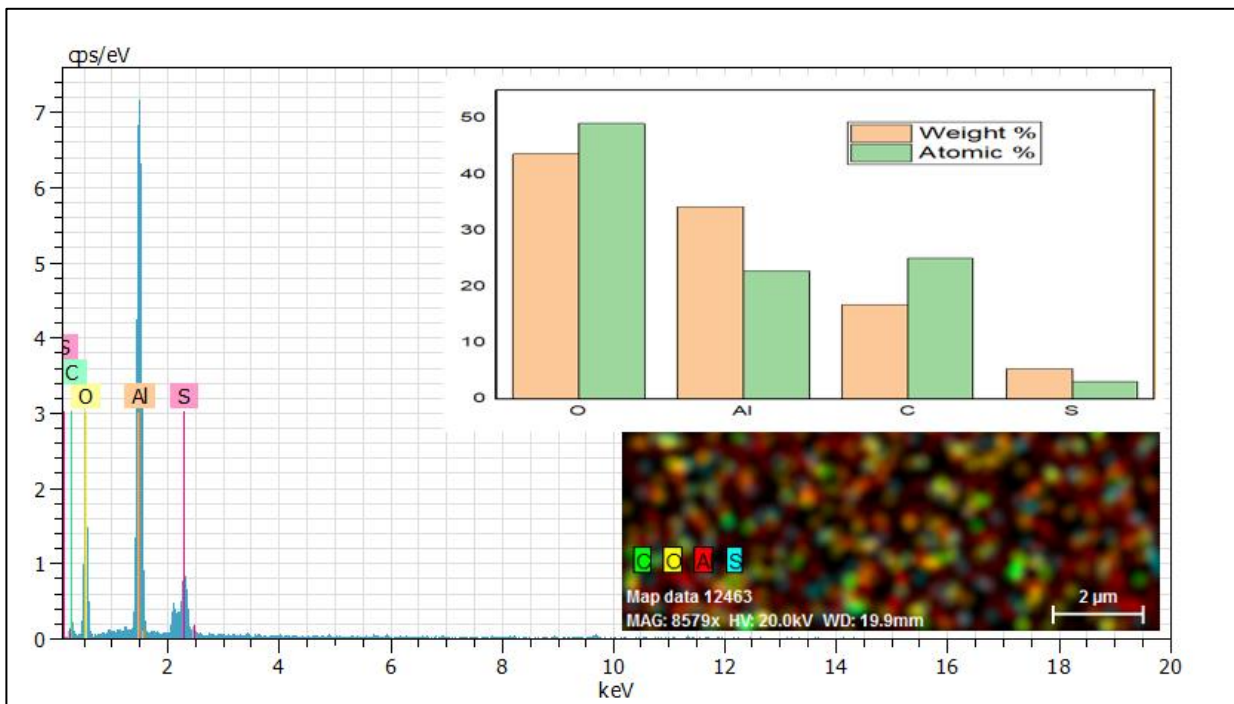 cps/eV
7
6
5
4
3
2
1
0
S
C
O Al S
2 4 6 8 10 12 14 16 18 20
keV
50
40
30
20
10
0
Weight %
Atomic %
O Al C S
C O A S
Map data 12463
MAG: 8579x HV: 20.0kV WD: 19.9mm
2 µm